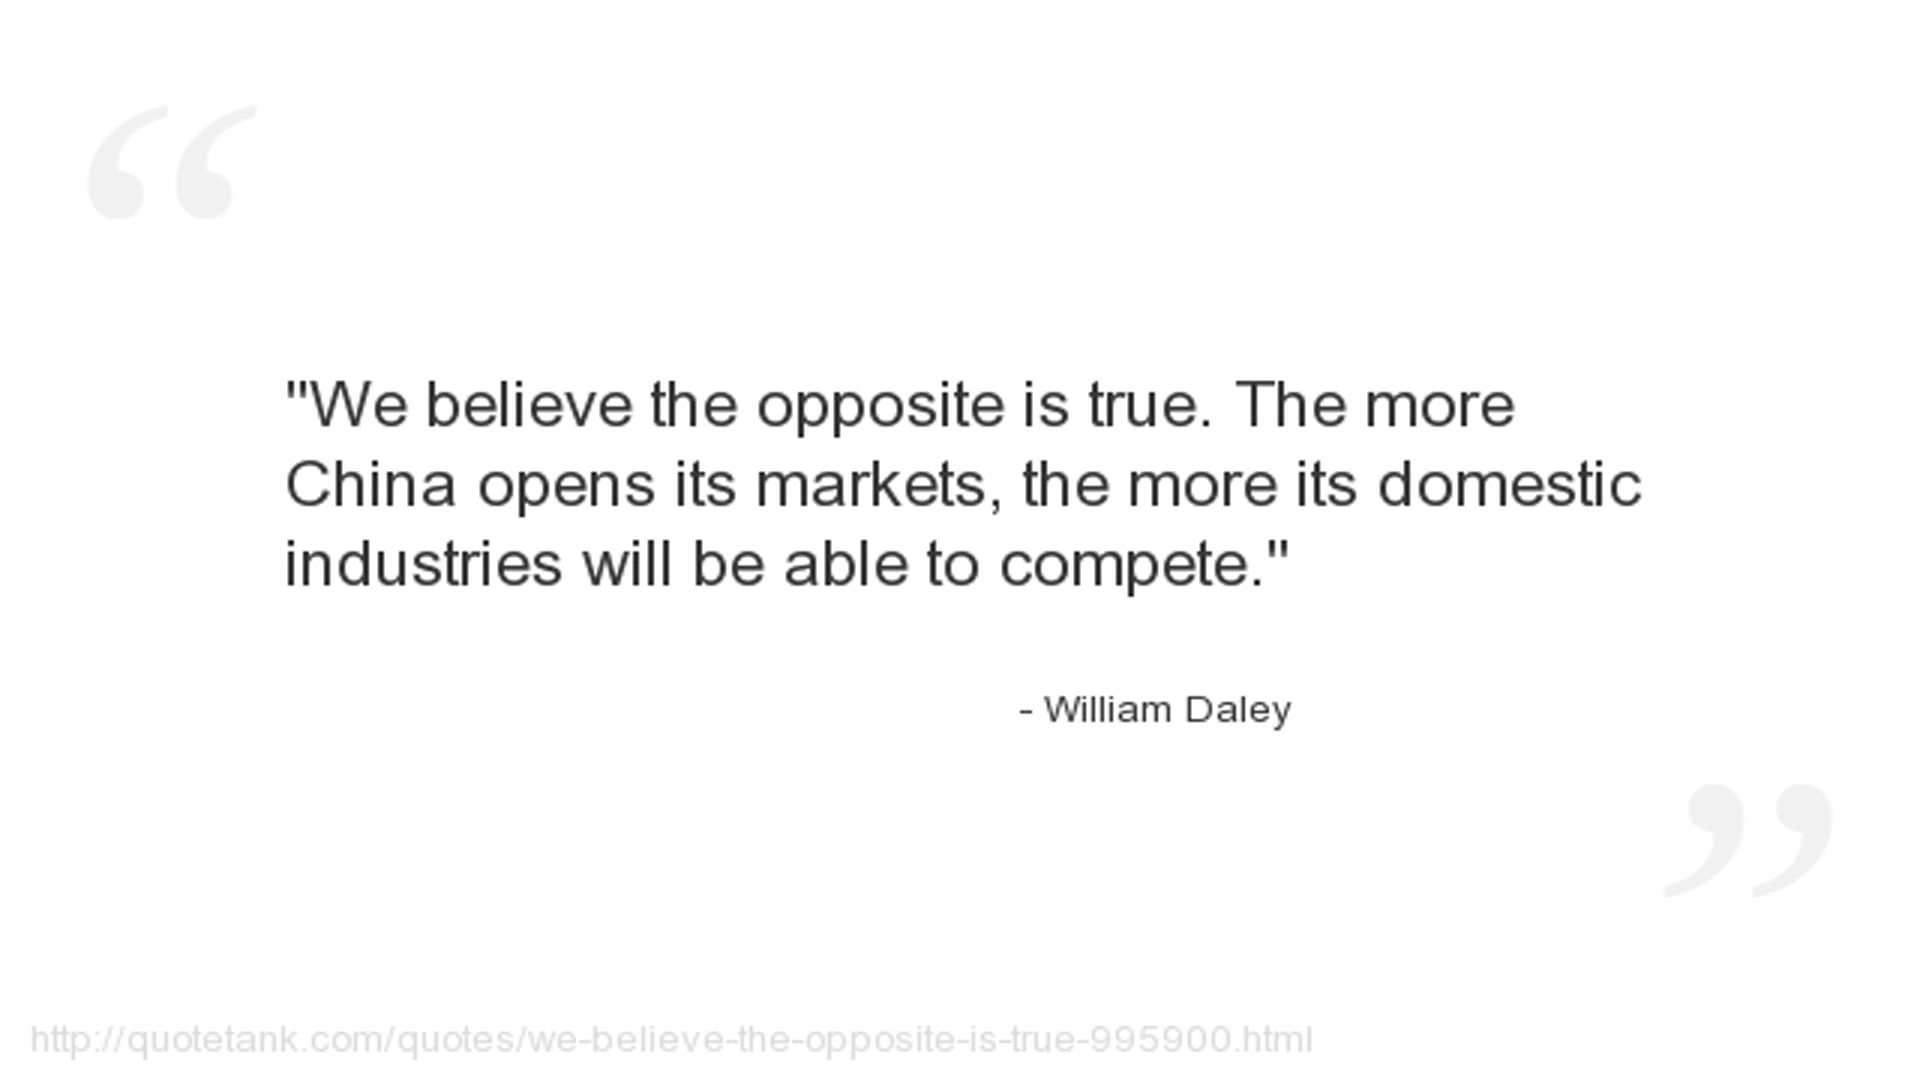 "We believe the opposite is true. The more
China opens its markets, the more its domestic
industries will be able to compete."
- William Daley
http://quotetank.com/quotes/we-believe-the-opposite-is-true-995900.html